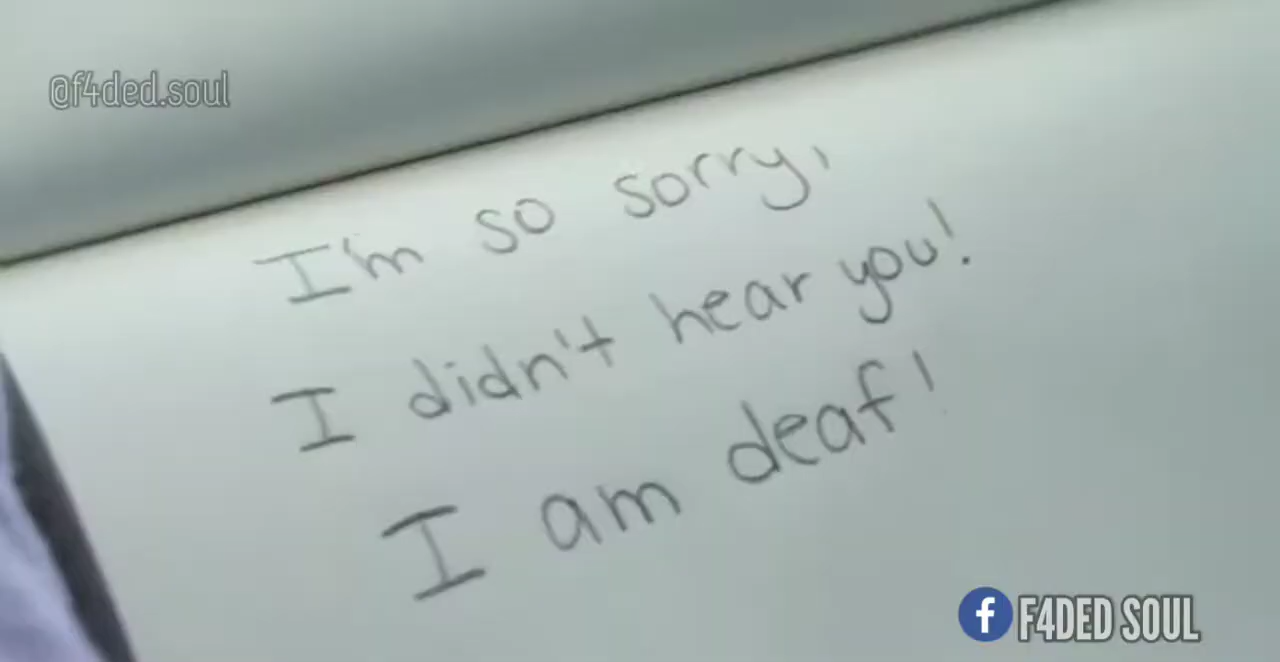 @f4ded.soul
I'm so sorry,
I didn't hear you!
I am deaf!
f F4DED SOUL